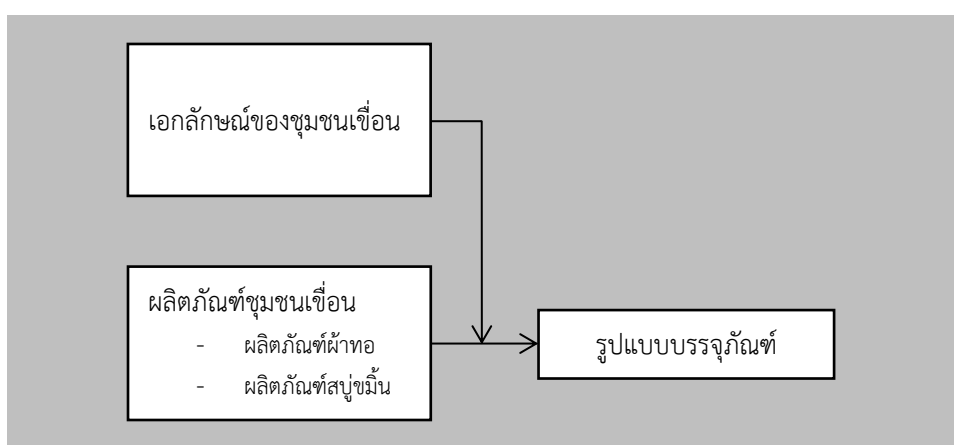 เอกลักษณ์ของชุมชนเขื่อน
ผลิตภัณฑ์ชุมชนเขื่อน
- ผลิตภัณฑ์ผ้าทอ
- ผลิตภัณฑ์สบู่ขมิ้น
รูปแบบบรรจุภัณฑ์